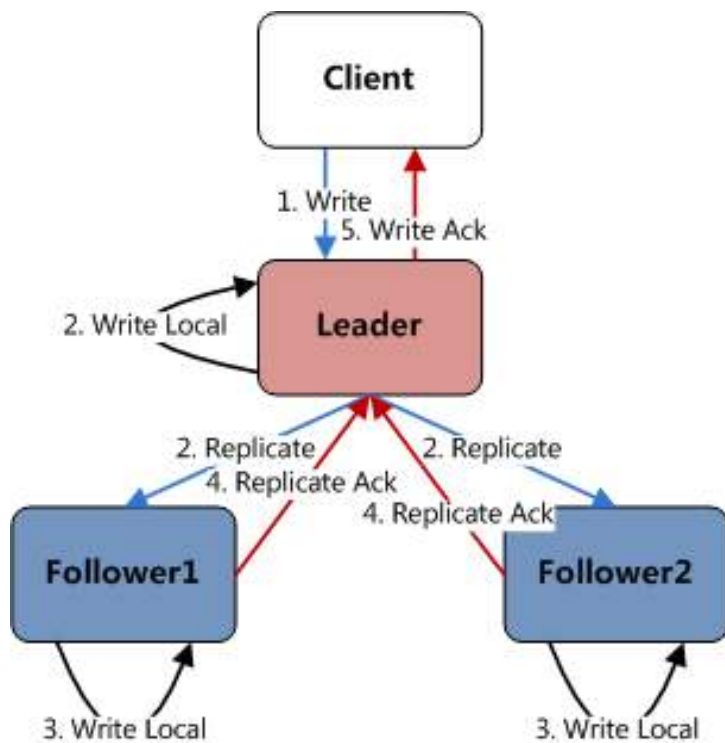 Client
1. Write
5. Write Ack
Leader
2. Write Local
2. Replicate
2. Replicate
4. Replicate Ack
4. Replicate Ack
Follower1
Follower2
3. Write Local
3. Write Local